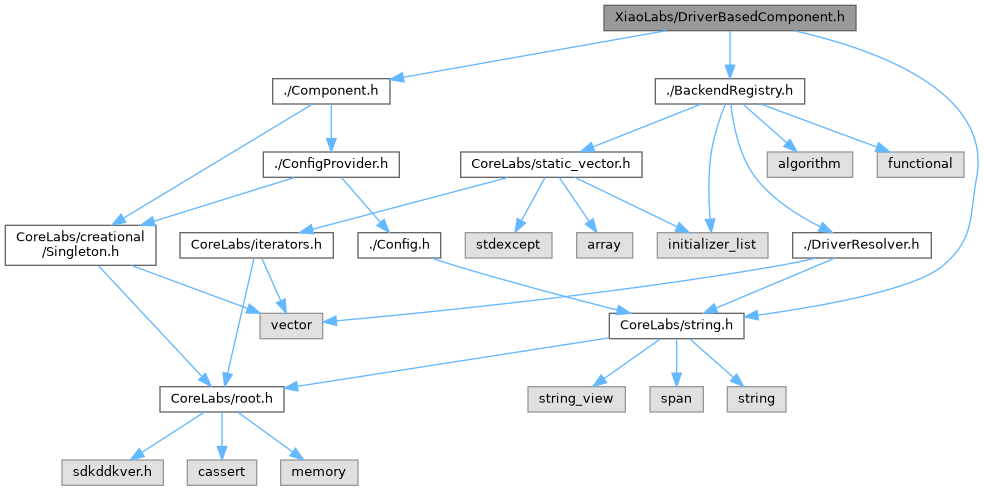 XiaoLabs/DriverBasedComponent.h
./Component.h
./BackendRegistry.h
./ConfigProvider.h
CoreLabs/static_vector.h
algorithm
functional
CoreLabs/creational
/Singleton.h
CoreLabs/iterators.h
./Config.h
stdexcept
array
initializer_list
./DriverResolver.h
vector
CoreLabs/string.h
CoreLabs/root.h
string_view
span
string
sdkddkver.h
cassert
memory